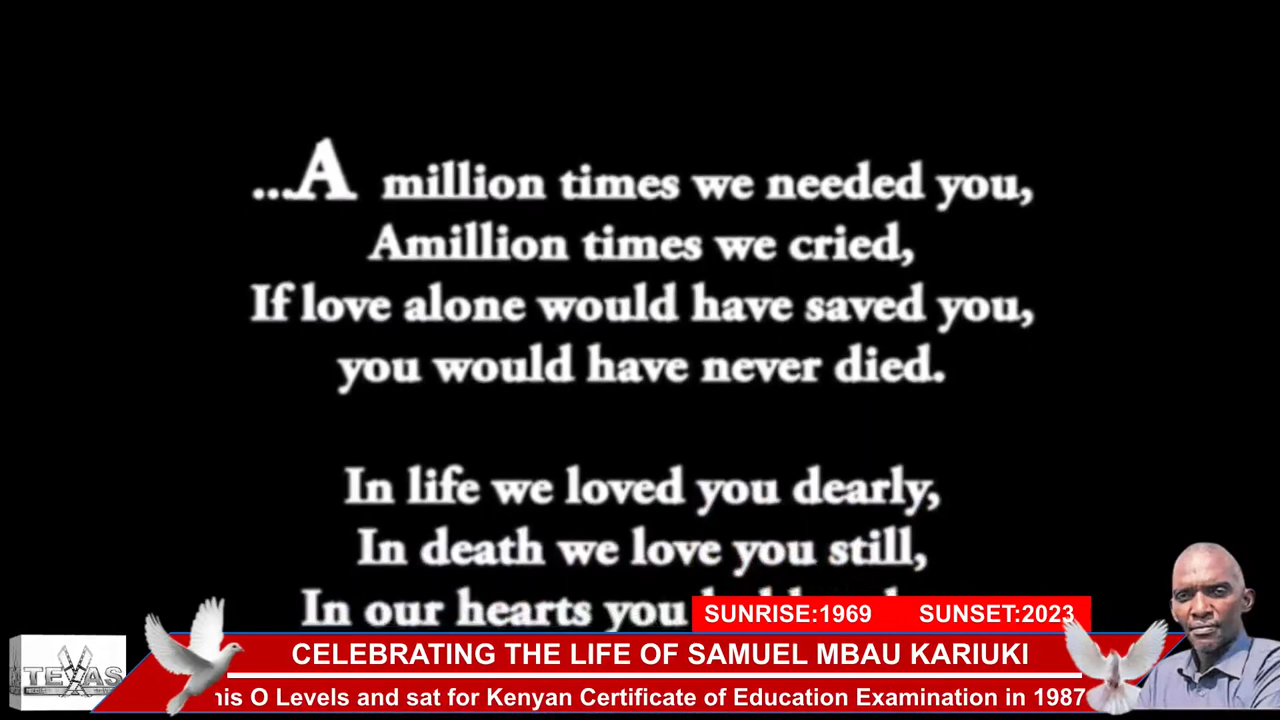 ...A million times we needed you,
Amillion times we cried,
If love alone would have saved you,
you would have never died.
In life we loved you dearly,
In death we love you still,
In our hearts you
SUNRISE:1969 SUNSET:2023
CELEBRATING THE LIFE OF SAMUEL MBAU KARIUKI
TEXAS
his O Levels and sat for Kenyan Certificate of Education Examination in 1987